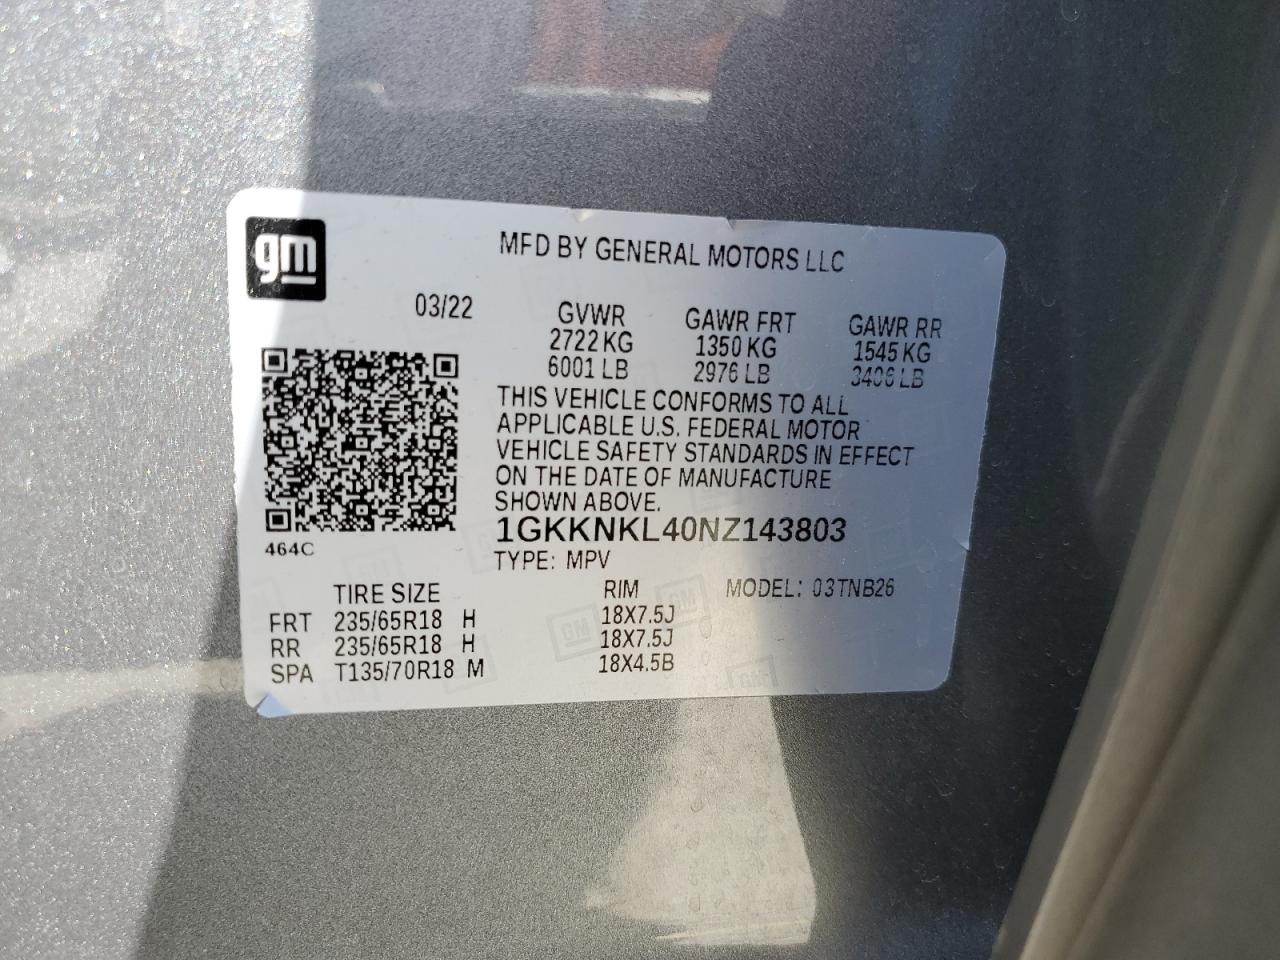 gm
MFD BY GENERAL MOTORS LLC
03/22
GVWR GAWR FRT GAWR RR
2722 KG 1350 KG 1545 KG
6001 LB 2976 LB 3406 LB
THIS VEHICLE CONFORMS TO ALL
APPLICABLE U.S. FEDERAL MOTOR
VEHICLE SAFETY STANDARDS IN EFFECT
ON THE DATE OF MANUFACTURE
SHOWN ABOVE.
1GKKNKL40NZ143803
464C
TYPE: MPV
TIRE SIZE RIM MODEL: 03TNB26
FRT 235/65R18 H 18X7.5J
RR 235/65R18 H 18X7.5J
SPA T135/70R18 M 18X4.5B